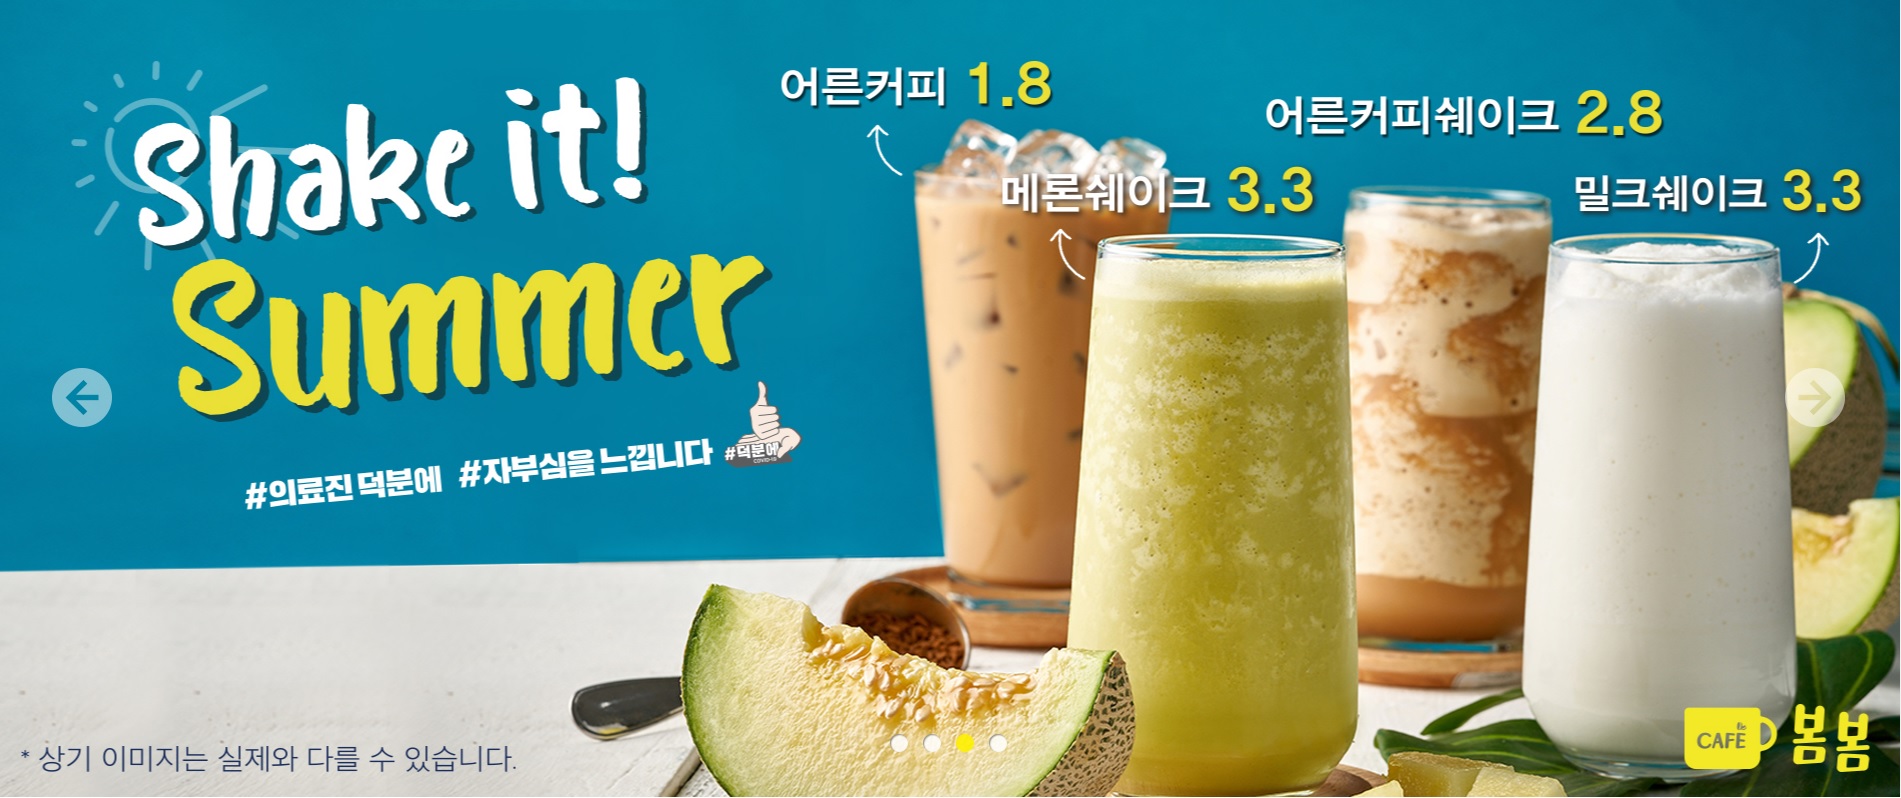 Shake it!
Summer
#의료진 덕분에 #자부심을 느낍니다
#덕분에
COVID-19
어른커피 1.8
메론쉐이크 3.3
어른커피쉐이크 2.8
밀크쉐이크 3.3
* 상기 이미지는 실제와 다를 수 있습니다.
CAFÉ
봄봄